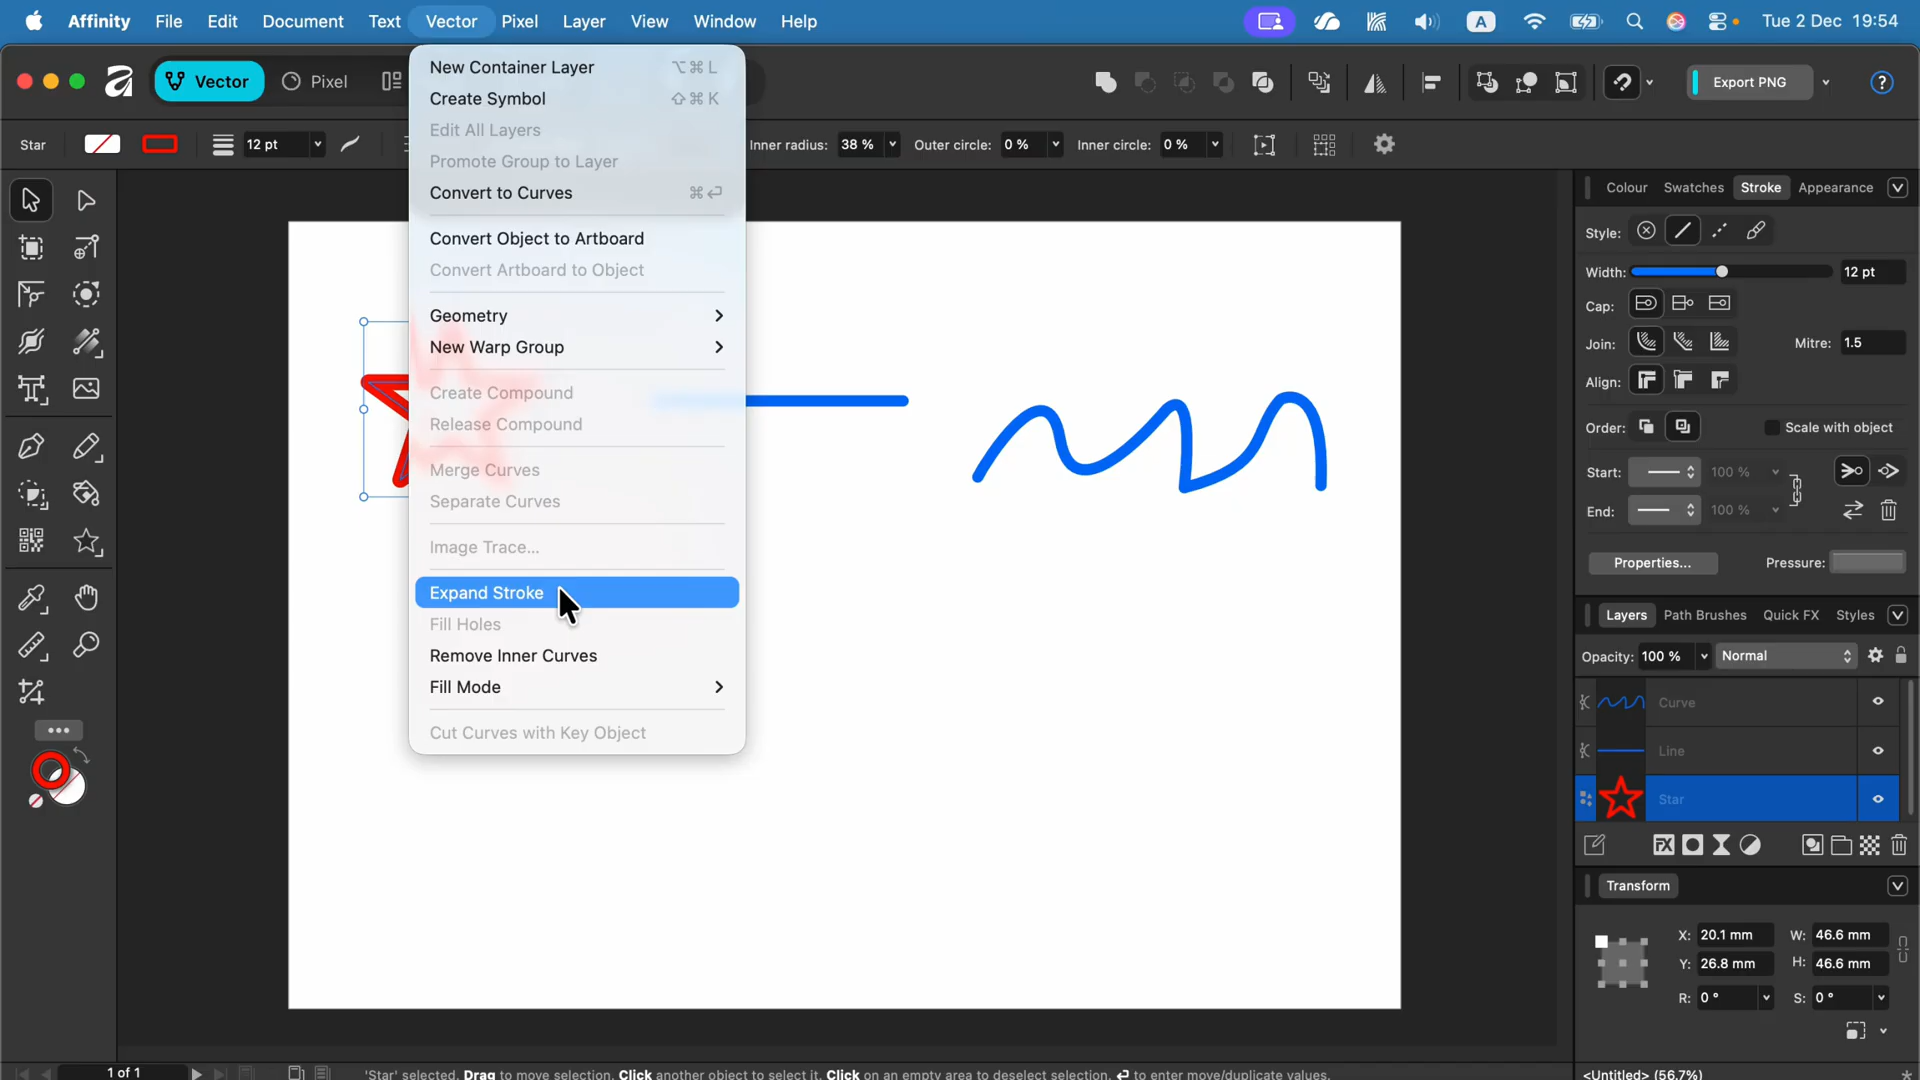 Affinity File Edit Document Text Vector Pixel Layer View Window Help A Tue 2 Dec 19:54
Vector Pixel Export PNG ?
Star 12 pt Inner radius: 38 % Outer circle: 0 % Inner circle: 0 %
New Container Layer ⌥⌘L
Create Symbol ⇧⌘K
Edit All Layers
Promote Group to Layer
Convert to Curves ⌘↩
Convert Object to Artboard
Convert Artboard to Object
Geometry
New Warp Group
Create Compound
Release Compound
Merge Curves
Separate Curves
Image Trace...
Expand Stroke
Fill Holes
Remove Inner Curves
Fill Mode
Cut Curves with Key Object
Colour Swatches Stroke Appearance
Style:
Width: 12 pt
Cap:
Join: Mitre: 1.5
Align:
Order: Scale with object
Start: 100 %
End: 100 %
Properties... Pressure:
Layers Path Brushes Quick FX Styles
Opacity: 100 % Normal
Curve
Line
Star
FX
Transform
X: 20.1 mm W: 46.6 mm
Y: 26.8 mm H: 46.6 mm
R: 0 ° S: 0 °
1 of 1 'Star' selected. Drag to move selection. Click another object to select it. Click on an empty area to deselect selection. ↩ to enter move/duplicate values. <Untitled> (56.7%)